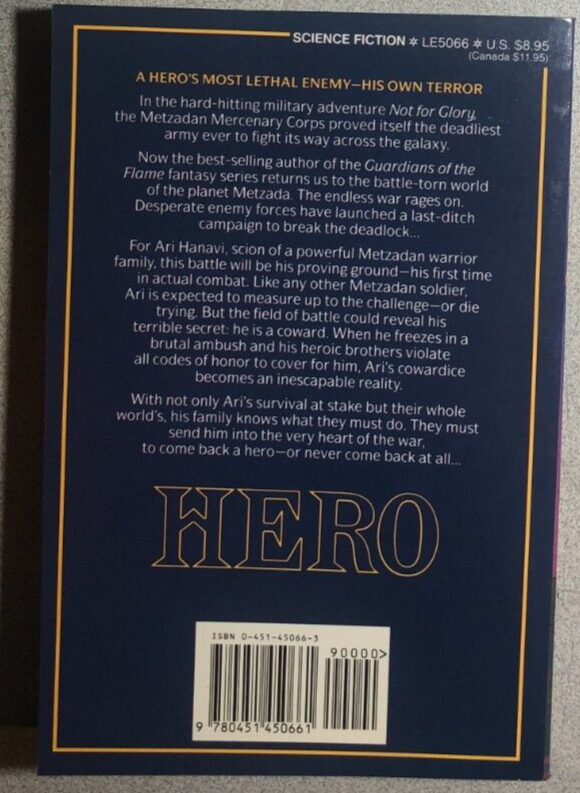 SCIENCE FICTION ✲ LE5066 ✲ U.S. $8.95
(Canada $11.95)
A HERO'S MOST LETHAL ENEMY—HIS OWN TERROR
In the hard-hitting military adventure Not for Glory,
the Metzadan Mercenary Corps proved itself the deadliest
army ever to fight its way across the galaxy.
Now the best-selling author of the Guardians of the
Flame fantasy series returns us to the battle-torn world
of the planet Metzada. The endless war rages on.
Desperate enemy forces have launched a last-ditch
campaign to break the deadlock...
For Ari Hanavi, scion of a powerful Metzadan warrior
family, this battle will be his proving ground—his first time
in actual combat. Like any other Metzadan soldier,
Ari is expected to measure up to the challenge—or die
trying. But the field of battle could reveal his
terrible secret: he is a coward. When he freezes in a
brutal ambush and his heroic brothers violate
all codes of honor to cover for him, Ari's cowardice
becomes an inescapable reality.
With not only Ari's survival at stake but their whole
world's, his family knows what they must do. They must
send him into the very heart of the war,
to come back a hero—or never come back at all...
HERO
ISBN 0-451-45066-3
90000>
9 780451 450661